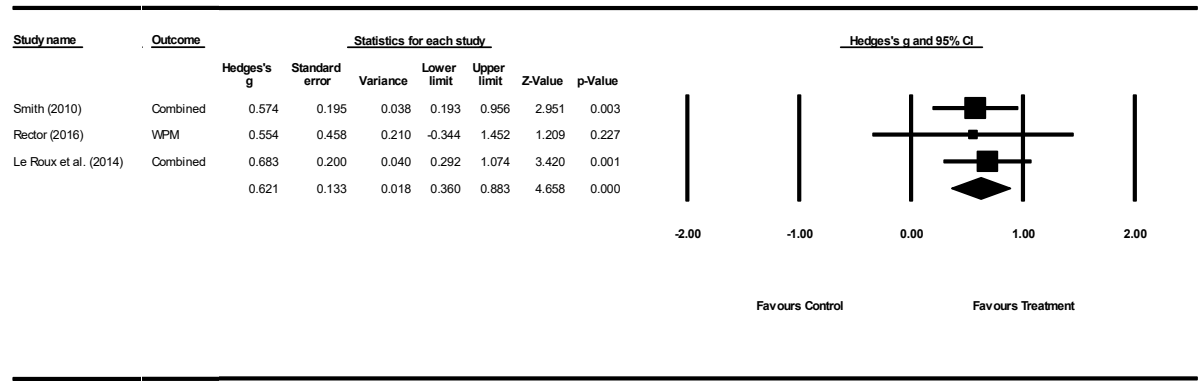 Study name Outcome Statistics for each study Hedges's g and 95% CI
Hedges's Standard Lower Upper
g error Variance limit limit Z-Value p-Value
Smith (2010) Combined 0.574 0.195 0.038 0.193 0.956 2.951 0.003
Rector (2016) WPM 0.554 0.458 0.210 -0.344 1.452 1.209 0.227
Le Roux et al. (2014) Combined 0.683 0.200 0.040 0.292 1.074 3.420 0.001
0.621 0.133 0.018 0.360 0.883 4.658 0.000
-2.00 -1.00 0.00 1.00 2.00
Favours Control Favours Treatment